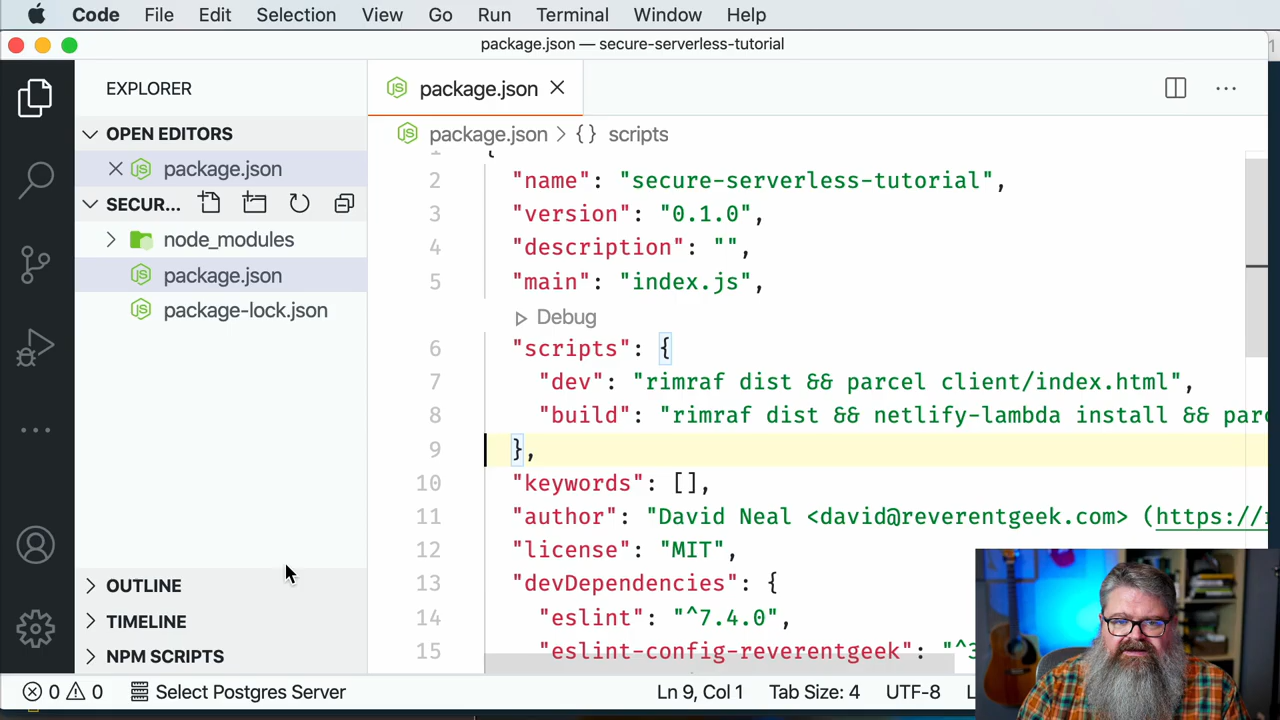 Code File Edit Selection View Go Run Terminal Window Help
package.json — secure-serverless-tutorial
EXPLORER
OPEN EDITORS
package.json
SECUR...
node_modules
package.json
package-lock.json
OUTLINE
TIMELINE
NPM SCRIPTS
package.json
package.json > {} scripts
1 {
2 "name": "secure-serverless-tutorial",
3 "version": "0.1.0",
4 "description": "",
5 "main": "index.js",
Debug
6 "scripts": {
7 "dev": "rimraf dist && parcel client/index.html",
8 "build": "rimraf dist && netlify-lambda install && parc
9 },
10 "keywords": [],
11 "author": "David Neal <david@reverentgeek.com> (https://r
12 "license": "MIT",
13 "devDependencies": {
14 "eslint": "^7.4.0",
15 "eslint-config-reverentgeek": "^3
0 0 Select Postgres Server Ln 9, Col 1 Tab Size: 4 UTF-8 L